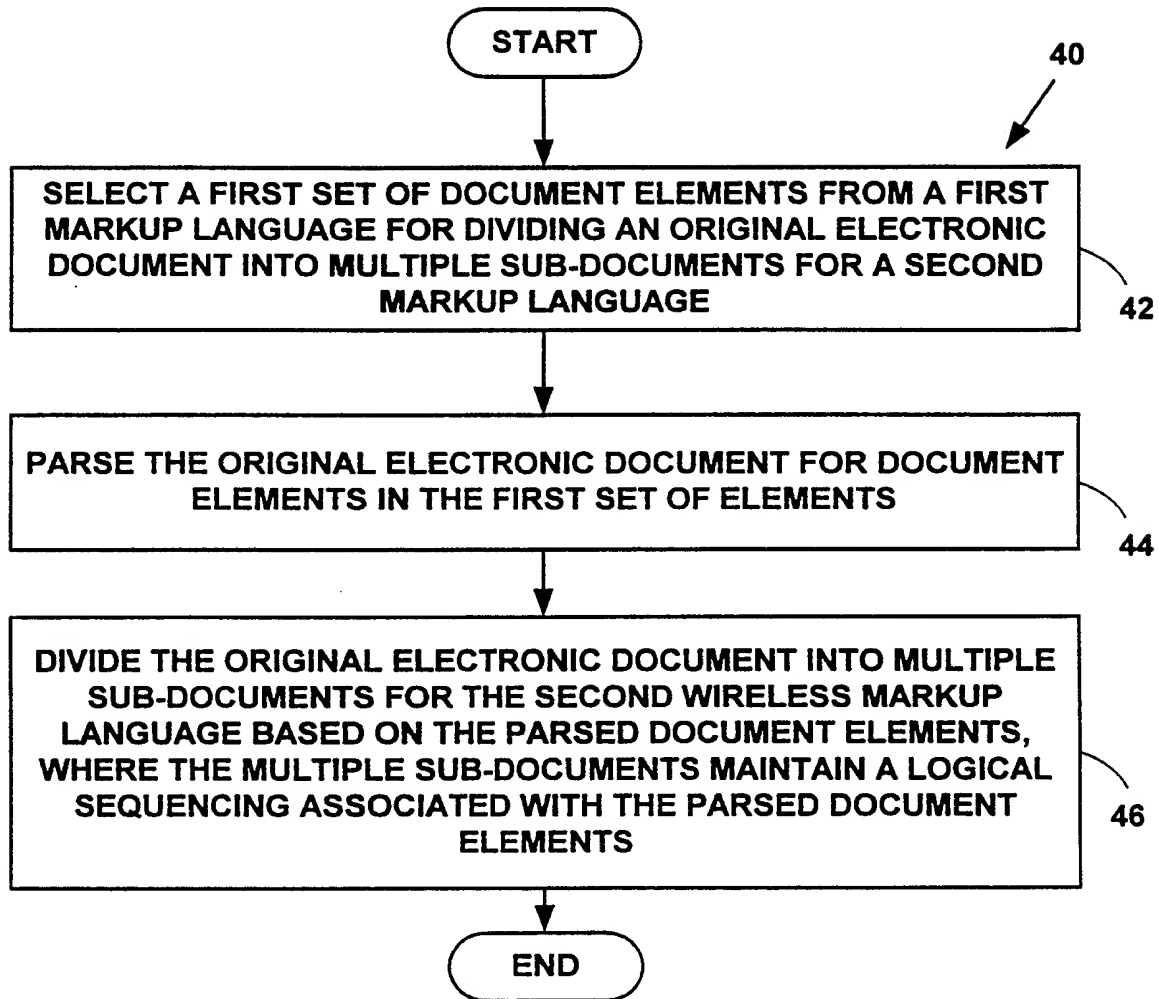 START
40
SELECT A FIRST SET OF DOCUMENT ELEMENTS FROM A FIRST
MARKUP LANGUAGE FOR DIVIDING AN ORIGINAL ELECTRONIC
DOCUMENT INTO MULTIPLE SUB-DOCUMENTS FOR A SECOND
MARKUP LANGUAGE
42
PARSE THE ORIGINAL ELECTRONIC DOCUMENT FOR DOCUMENT
ELEMENTS IN THE FIRST SET OF ELEMENTS
44
DIVIDE THE ORIGINAL ELECTRONIC DOCUMENT INTO MULTIPLE
SUB-DOCUMENTS FOR THE SECOND WIRELESS MARKUP
LANGUAGE BASED ON THE PARSED DOCUMENT ELEMENTS,
WHERE THE MULTIPLE SUB-DOCUMENTS MAINTAIN A LOGICAL
SEQUENCING ASSOCIATED WITH THE PARSED DOCUMENT
ELEMENTS
46
END